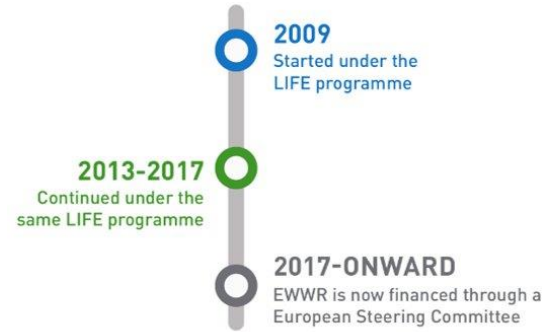 2009
Started under the
LIFE programme
2013-2017
Continued under the
same LIFE programme
2017-ONWARD
EWWR is now financed through a
European Steering Committee